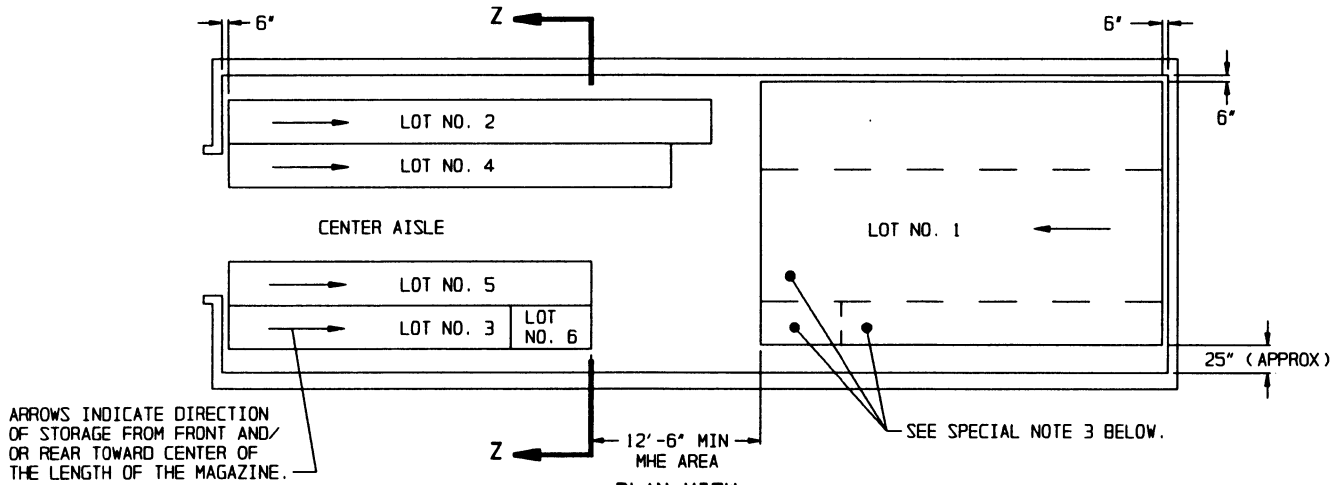 Z
6"
6"
6"
LOT NO. 2
LOT NO. 4
CENTER AISLE
LOT NO. 1
LOT NO. 5
LOT NO. 3
LOT
NO. 6
25" (APPROX)
ARROWS INDICATE DIRECTION
OF STORAGE FROM FRONT AND/
OR REAR TOWARD CENTER OF
THE LENGTH OF THE MAGAZINE.
Z
12'-6" MIN
MHE AREA
SEE SPECIAL NOTE 3 BELOW.